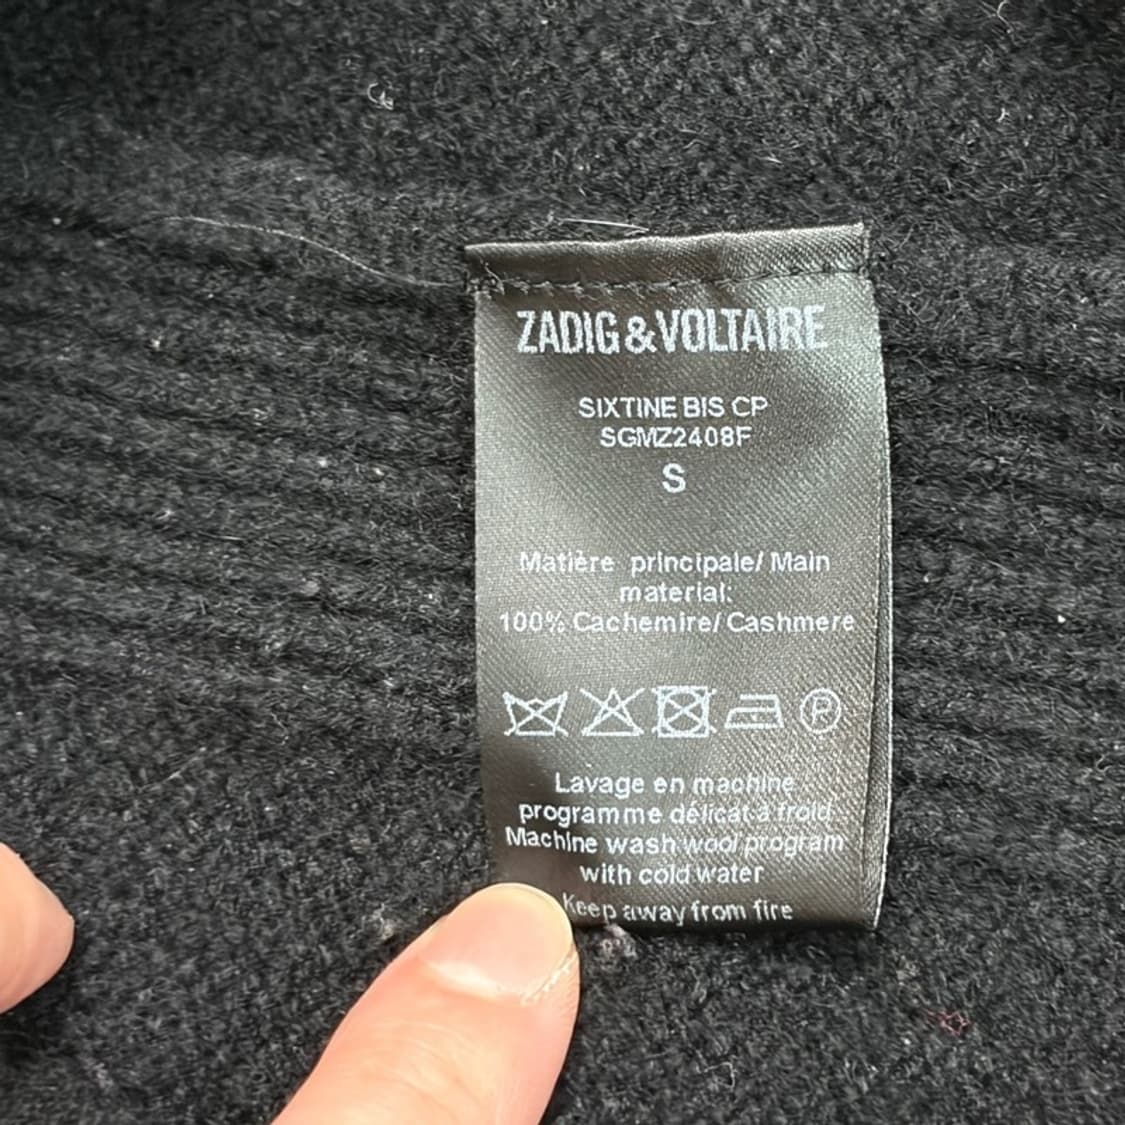 ZADIG&VOLTAIRE
SIXTINE BIS CP
SGMZ2408F
S
Matière principale/ Main
material:
100% Cachemire/ Cashmere
P
Lavage en machine
programme délicat à froid
Machine wash wool program
with cold water
Keep away from fire